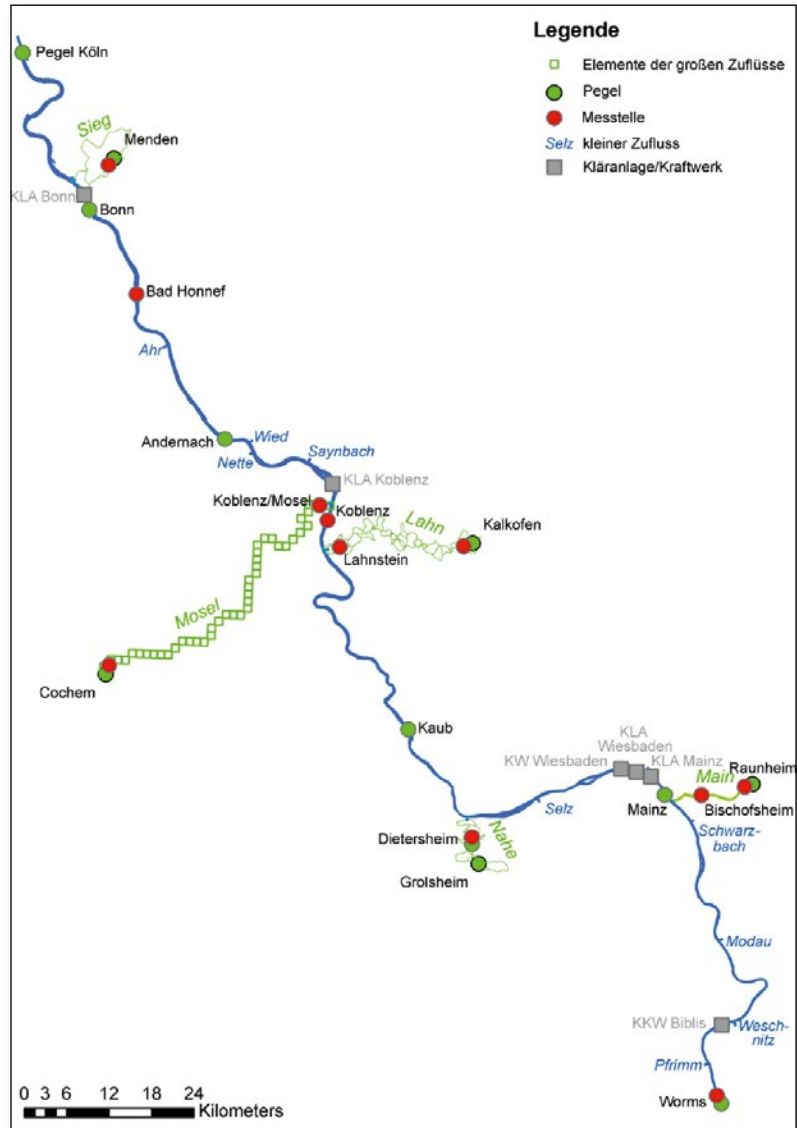 Legende
Elemente der großen Zuflüsse
Pegel
Messtelle
Selz kleiner Zufluss
Kläranlage/Kraftwerk
Pegel Köln
Sieg
Menden
KLA Bonn
Bonn
Bad Honnef
Ahr
Andernach
Wied
Nette
Saynbach
KLA Koblenz
Koblenz/Mosel
Koblenz
Lahn
Kalkofen
Lahnstein
Mosel
Cochem
Kaub
KLA
Wiesbaden
KW Wiesbaden
KLA Mainz
Main
Raunheim
Mainz
Bischofsheim
Selz
Schwarz-
bach
Dietersheim
Nahe
Grolsheim
Modau
KKW Biblis
Wesch-
nitz
Pfrimm
Worms
0 3 6 12 18 24
Kilometers